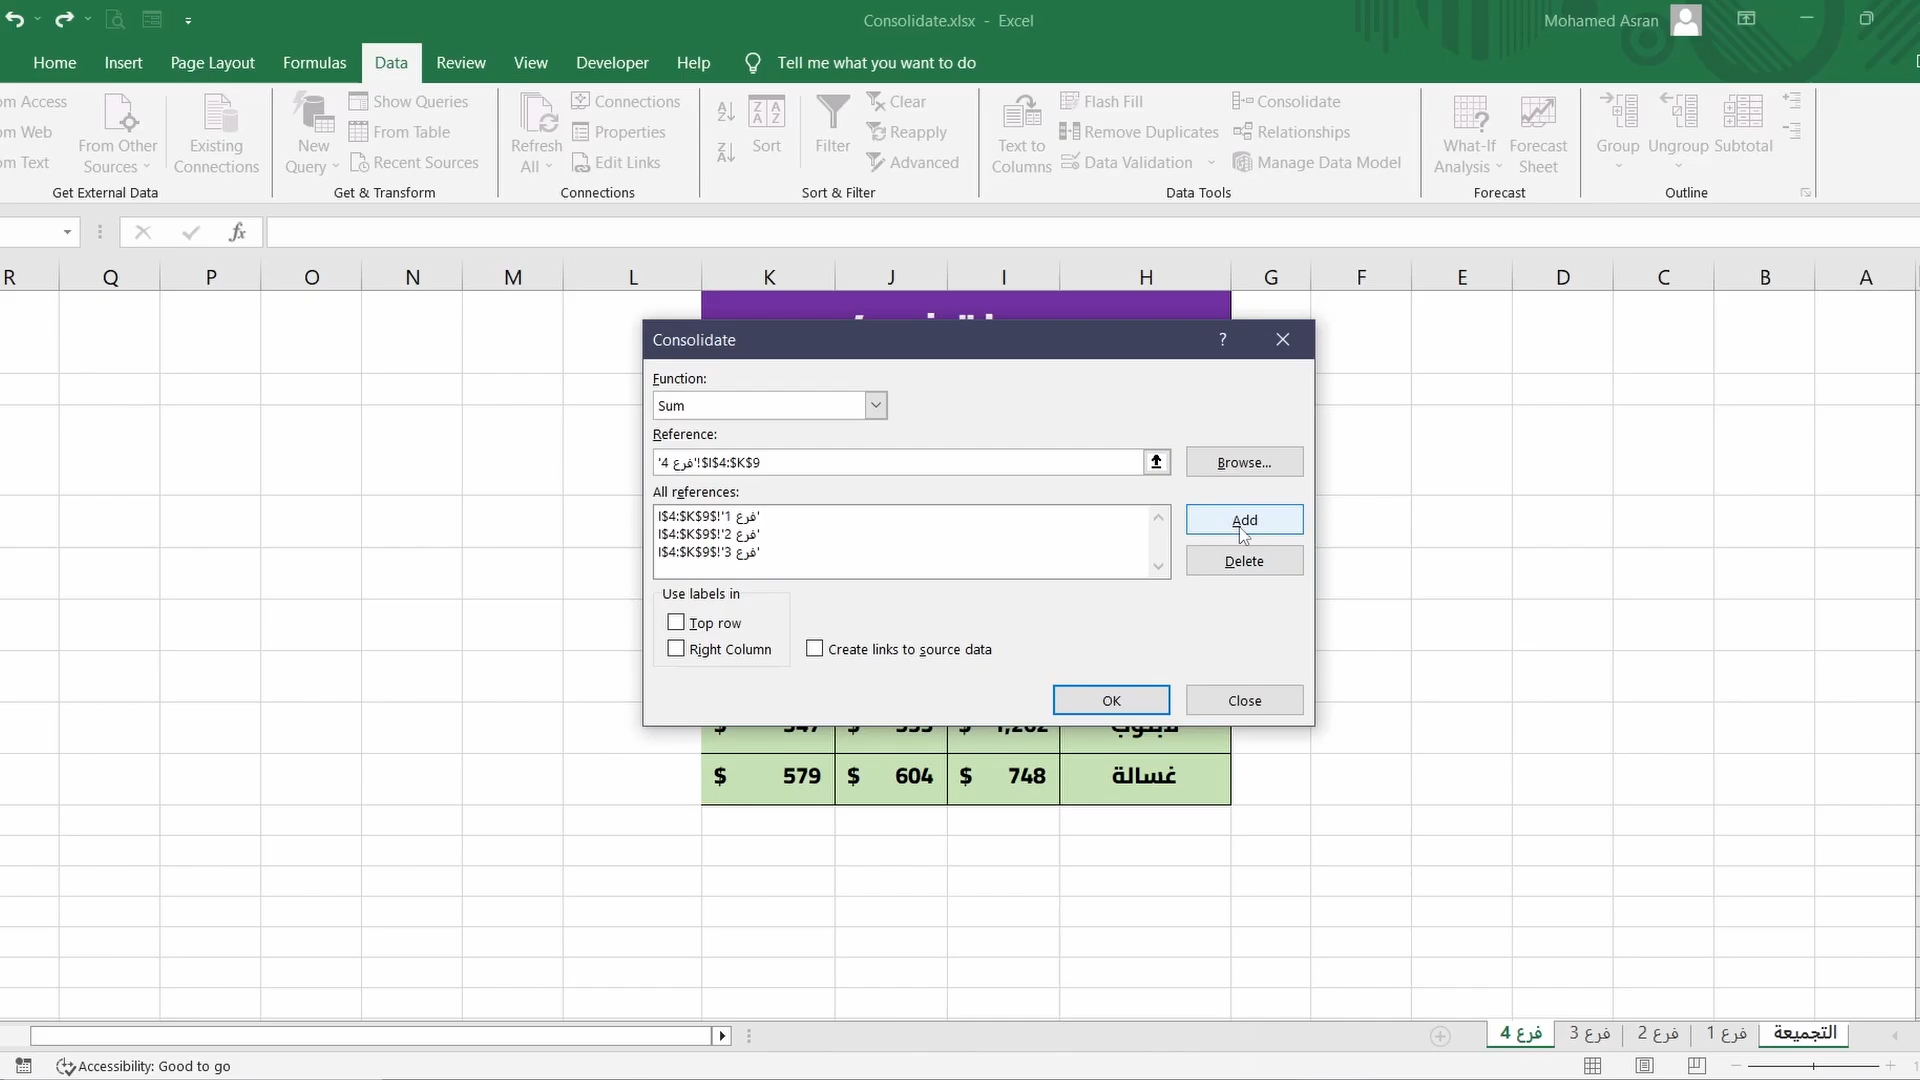 Consolidate.xlsx - Excel
Mohamed Asran
Home Insert Page Layout Formulas Data Review View Developer Help Tell me what you want to do
om Access
om Web
om Text
From Other Sources
Existing Connections
Get External Data
New Query
Show Queries
From Table
Recent Sources
Get & Transform
Refresh All
Connections
Properties
Edit Links
Connections
Sort
Filter
Clear
Reapply
Advanced
Sort & Filter
Text to Columns
Flash Fill
Remove Duplicates
Data Validation
Consolidate
Relationships
Manage Data Model
Data Tools
What-If Analysis
Forecast Sheet
Forecast
Group
Ungroup
Subtotal
Outline
fx
R Q P O N M L K J I H G F E D C B A
Consolidate
?
Function:
Sum
Reference:
'فرع 4'!$I$4:$K$9
Browse...
All references:
'فرع 1'!$I$4:$K$9
'فرع 2'!$I$4:$K$9
'فرع 3'!$I$4:$K$9
Add
Delete
Use labels in
Top row
Right Column
Create links to source data
OK
Close
غسالة $ 748 $ 604 $ 579
التجميعة فرع 1 فرع 2 فرع 3 فرع 4
Accessibility: Good to go